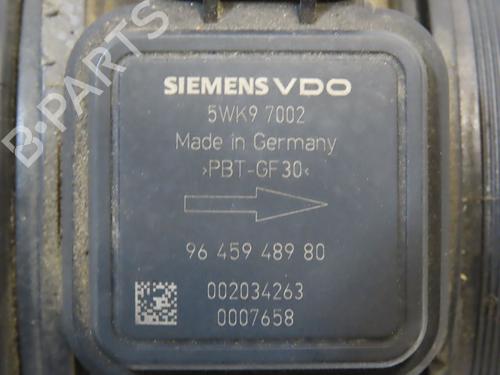 SIEMENS VDO
5WK9 7002
Made in Germany
›PBT-GF30‹
96 459 489 80
002034263
0007658
B-PARTS